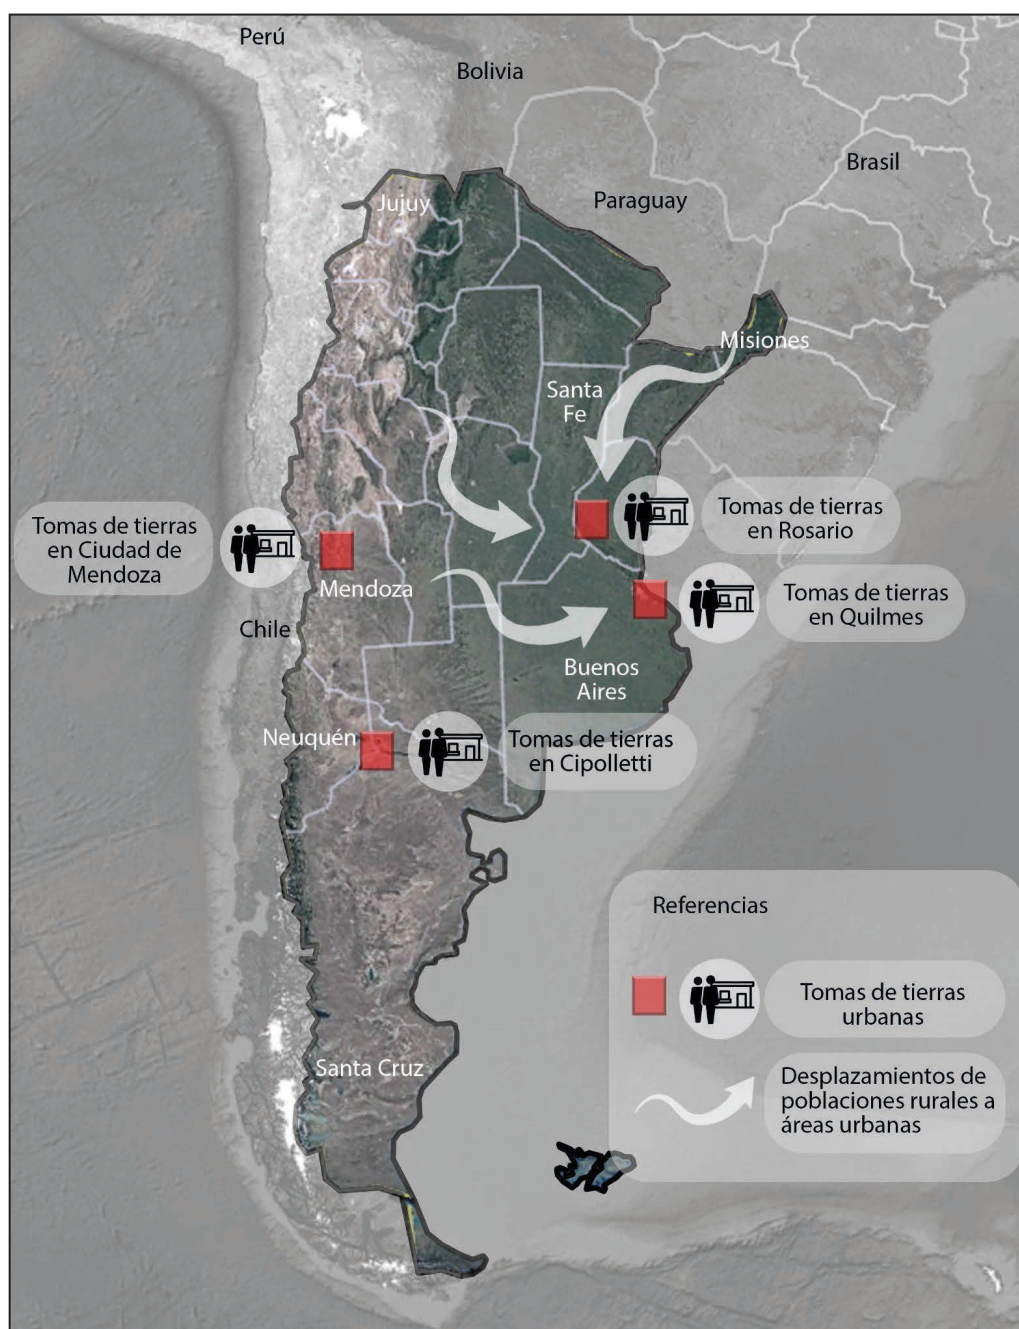 Perú
Bolivia
Brasil
Paraguay
Jujuy
Misiones
Santa
Fe
Tomas de tierras
en Rosario
Tomas de tierras
en Ciudad de
Mendoza
Mendoza
Tomas de tierras
en Quilmes
Chile
Buenos
Aires
Neuquén
Tomas de tierras
en Cipolletti
Santa Cruz
Referencias
Tomas de tierras
urbanas
Desplazamientos de
poblaciones rurales a
áreas urbanas